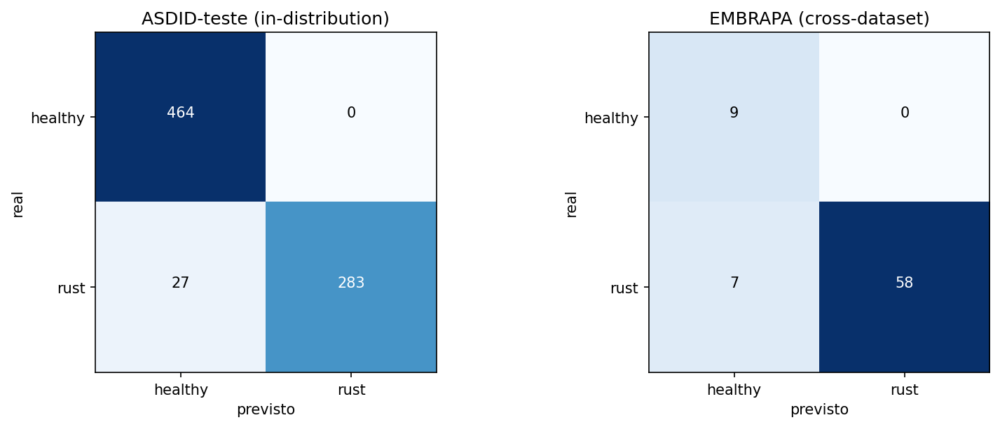 ASDID-teste (in-distribution)
healthy
464
0
real
rust
27
283
healthy
rust
previsto
EMBRAPA (cross-dataset)
healthy
9
0
real
rust
7
58
healthy
rust
previsto